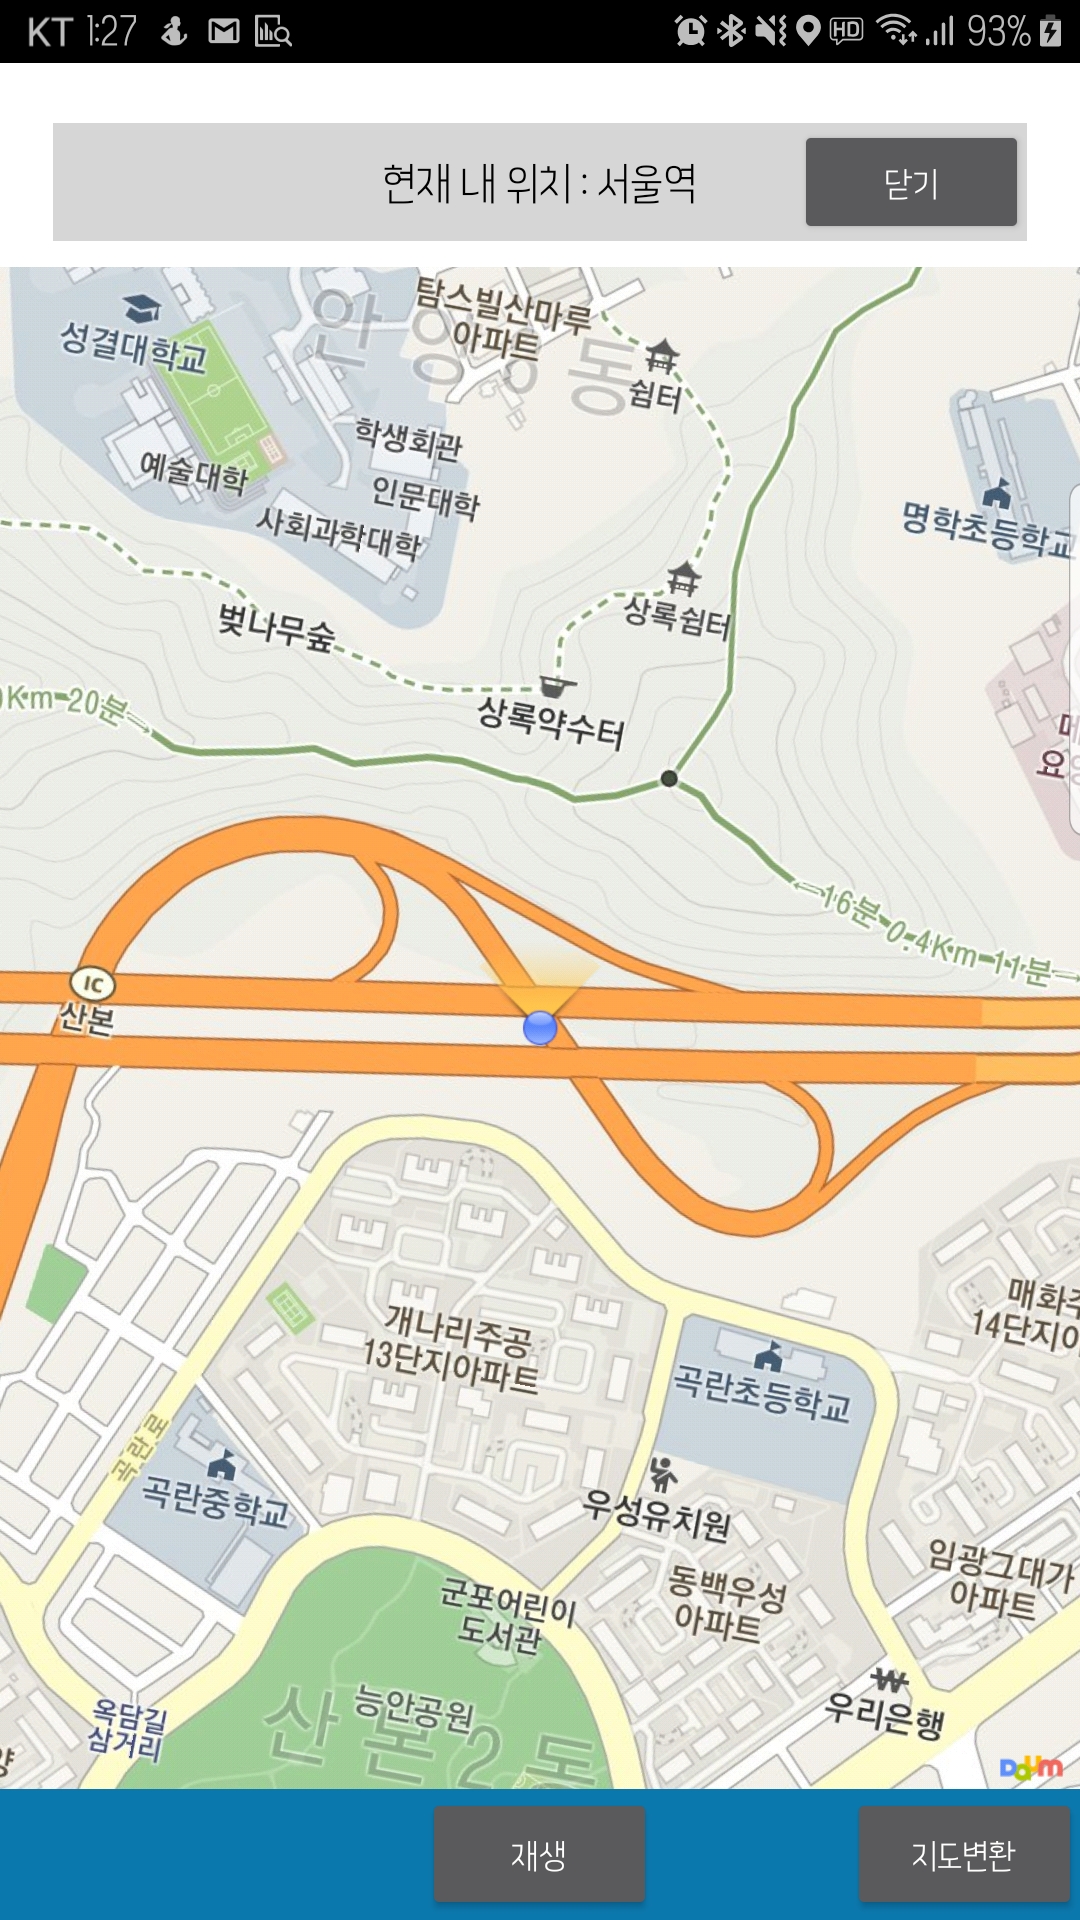 KT 1:27
HD 93%
현재 내 위치 : 서울역
닫기
탐스빌산마루
아파트
성결대학교
쉼터
학생회관
예술대학
인문대학
사회과학대학
명학초등학교
벚나무숲
상록쉼터
상록약수터
Km 20분
여
16분 0.4Km 11분
IC
산본
개나리주공
13단지아파트
매화주
14단지아
곡란초등학교
곡란로
곡란중학교
우성유치원
임광그대가
아파트
동백우성
아파트
군포어린이
도서관
능안공원
산본2동
옥담길
삼거리
우리은행
Daum
재생
지도변환